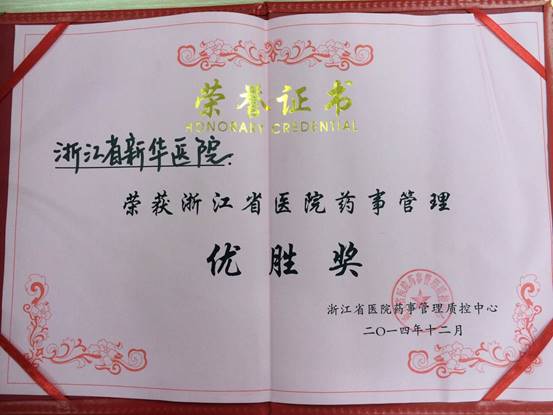 荣誉证书
HONORARY CREDENTIAL
浙江省新华医院:
荣获浙江省医院药事管理
优胜奖
浙江省医院药事管理质控中心
二〇一四年十二月